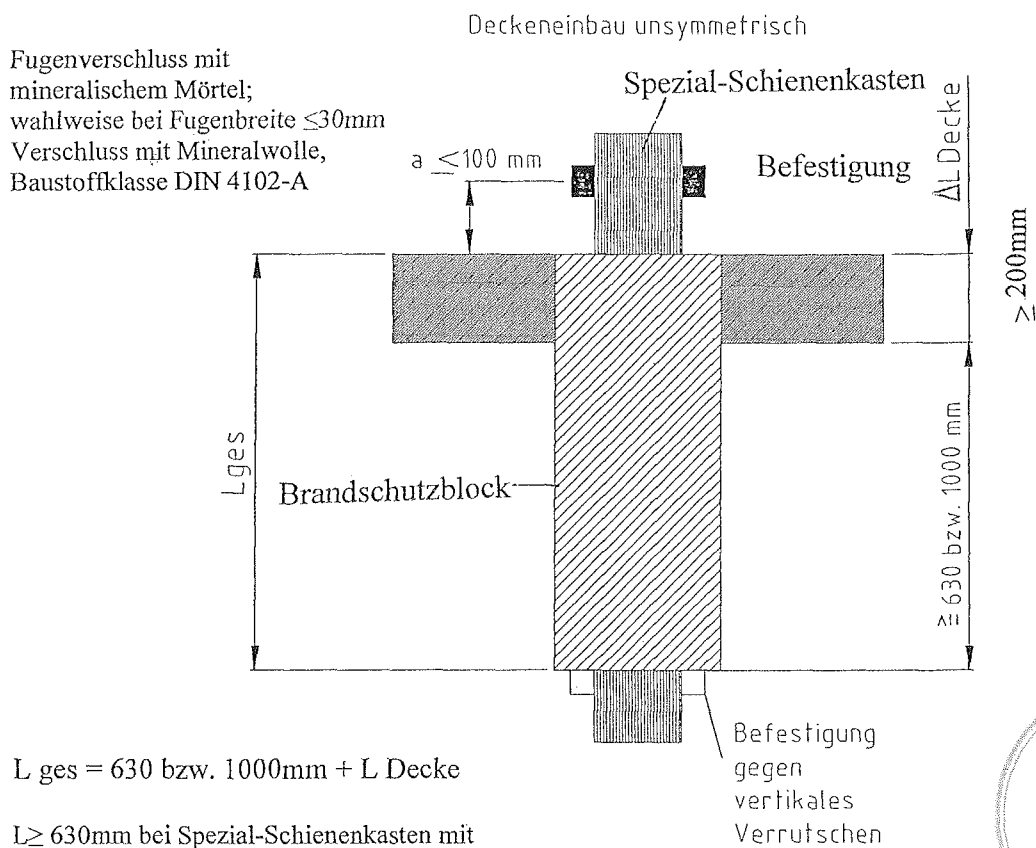 Deckeneinbau unsymmetrisch
Fugenverschluss mit
mineralischem Mörtel;
wahlweise bei Fugenbreite ≤30mm
Verschluss mit Mineralwolle,
Baustoffklasse DIN 4102-A
Spezial-Schienenkasten
a ≤100 mm
Befestigung
ΔL Decke
≥ 200mm
Lges
Brandschutzblock
≙ 630 bzw. 1000 mm
Befestigung
gegen
vertikales
Verrutschen
L ges = 630 bzw. 1000mm + L Decke
L≥ 630mm bei Spezial-Schienenkasten mit